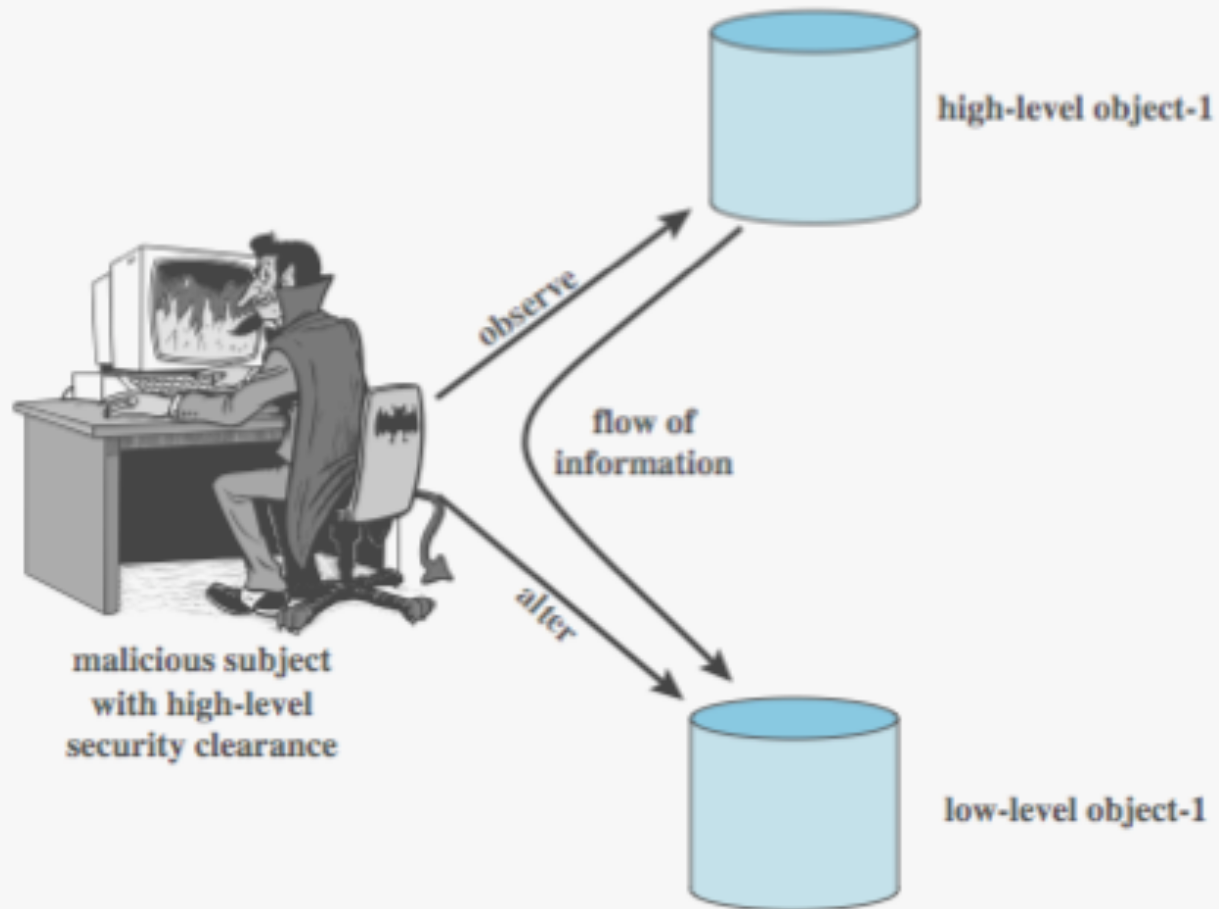 high-level object-1
observe
flow of
information
alter
malicious subject
with high-level
security clearance
low-level object-1